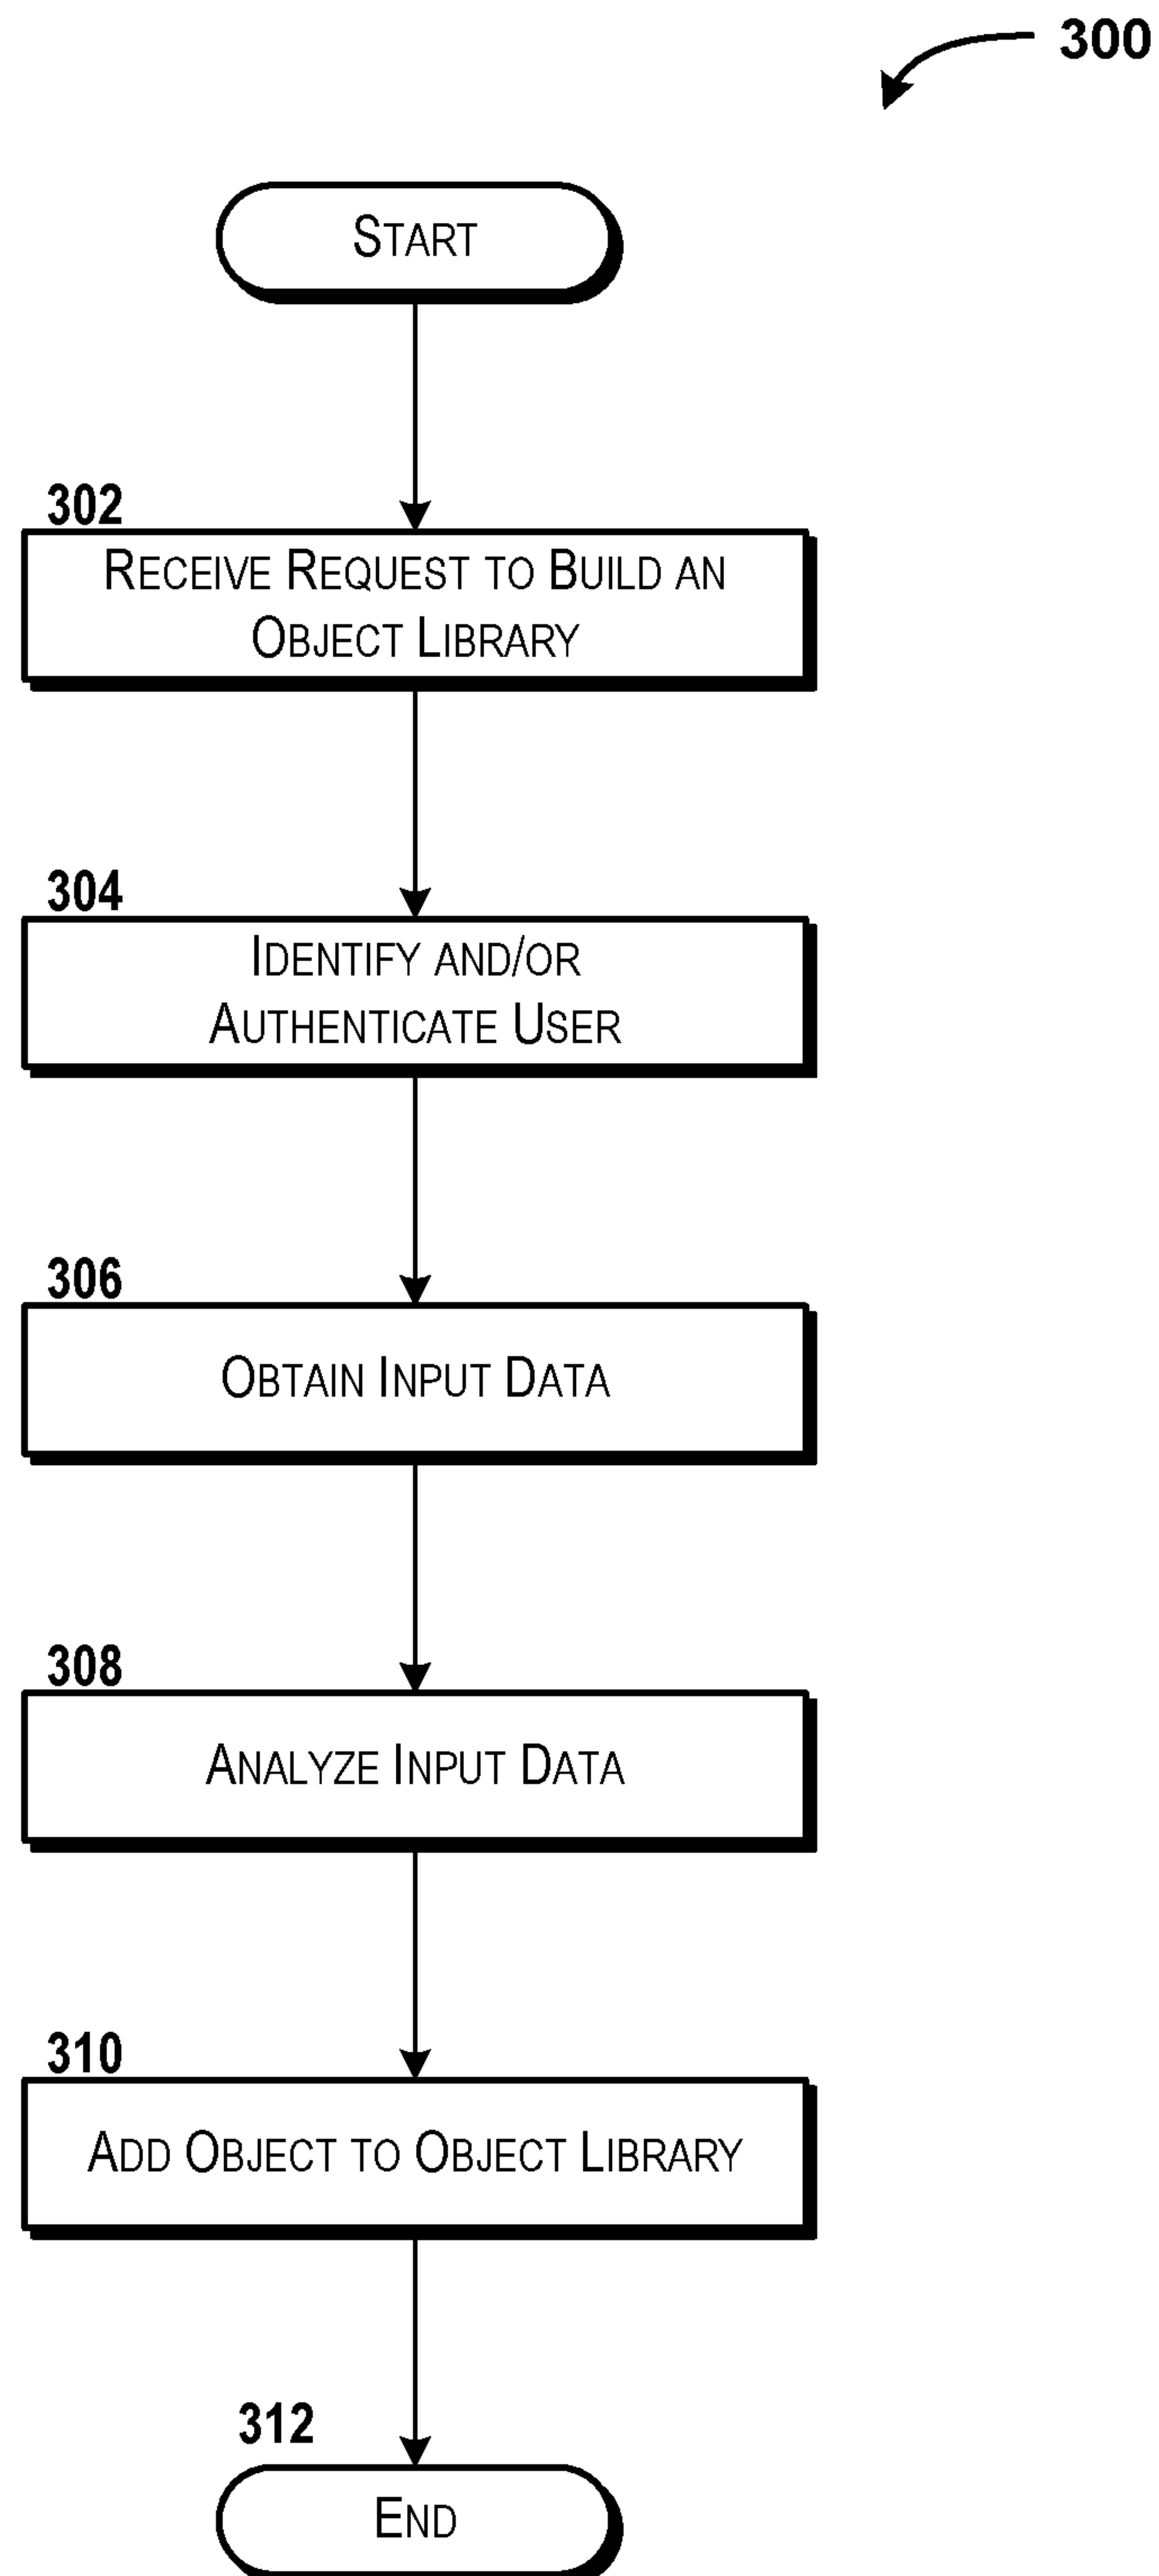 300
START
302
RECEIVE REQUEST TO BUILD AN
OBJECT LIBRARY
304
IDENTIFY AND/OR
AUTHENTICATE USER
306
OBTAIN INPUT DATA
308
ANALYZE INPUT DATA
310
ADD OBJECT TO OBJECT LIBRARY
312
END